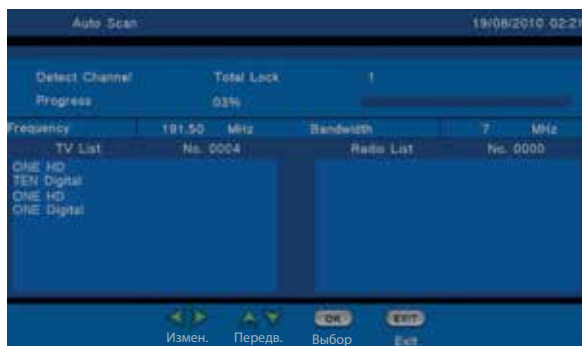 Auto Scan 19/08/2010 02:21
Detect Channel Total Lock 1
Progress 03%
Frequency 191.50 MHz Bandwidth 7 MHz
TV List No. 0004 Radio List No. 0000
ONE HD
TEN Digital
ONE HD
ONE Digital
OK EXIT
Измен. Передв. Выбор Exit